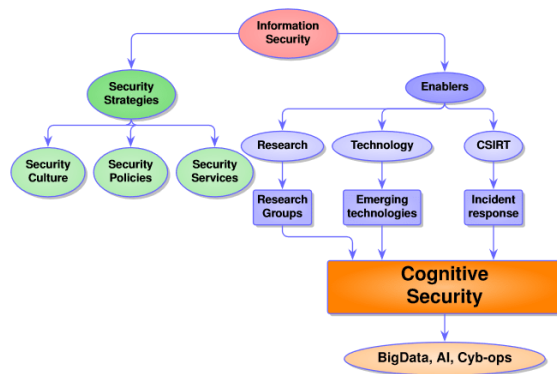 Information
Security
Security
Strategies
Enablers
Security
Culture
Security
Policies
Security
Services
Research
Technology
CSIRT
Research
Groups
Emerging
technologies
Incident
response
Cognitive
Security
BigData, AI, Cyb-ops